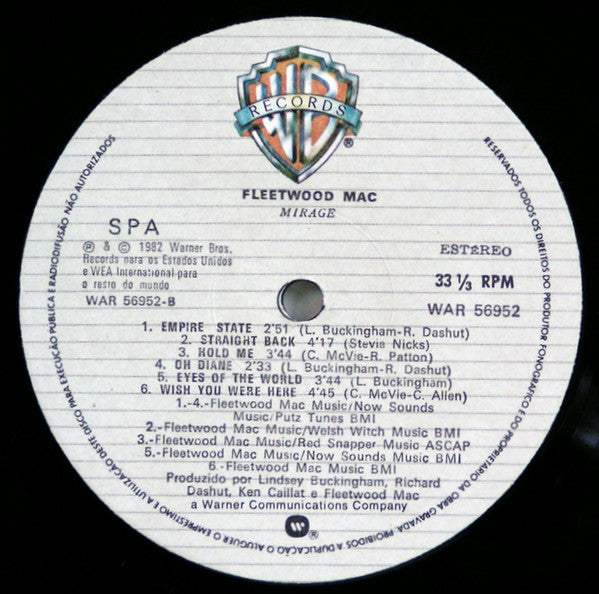 WB
RECORDS
®
FLEETWOOD MAC
MIRAGE
SPA
℗ & © 1982 Warner Bros.
Records para os Estados Unidos
e WEA International para
o resto do mundo
WAR 56952-B
ESTÉREO
33 1/3 RPM
WAR 56952
1. EMPIRE STATE 2'51 (L. Buckingham-R. Dashut)
2. STRAIGHT BACK 4'17 (Stevie Nicks)
3. HOLD ME 3'44 (C. McVie-R. Patton)
4. OH DIANE 2'33 (L. Buckingham-R. Dashut)
5. EYES OF THE WORLD 3'44 (L. Buckingham)
6. WISH YOU WERE HERE 4'45 (C. McVie-C. Allen)
1.-4.-Fleetwood Mac Music/Now Sounds
Music/Putz Tunes BMI
2.-Fleetwood Mac Music/Welsh Witch Music BMI
3.-Fleetwood Mac Music/Red Snapper Music ASCAP
5.-Fleetwood Mac Music/Now Sounds Music BMI
6.-Fleetwood Mac Music BMI
Produzido por Lindsey Buckingham, Richard
Dashut, Ken Caillat e Fleetwood Mac
a Warner Communications Company
®
RESERVADOS TODOS OS DIREITOS DO PRODUTOR FONOGRÁFICO E DO PROPRIETÁRIO DA OBRA GRAVADA. PROIBIDOS A DUPLICAÇÃO O ALUGUER O EMPRÉSTIMO E A UTILIZAÇÃO DESTE DISCO PARA EXECUÇÃO PUBLICA E RADIODIFUSÃO NÃO AUTORIZADOS